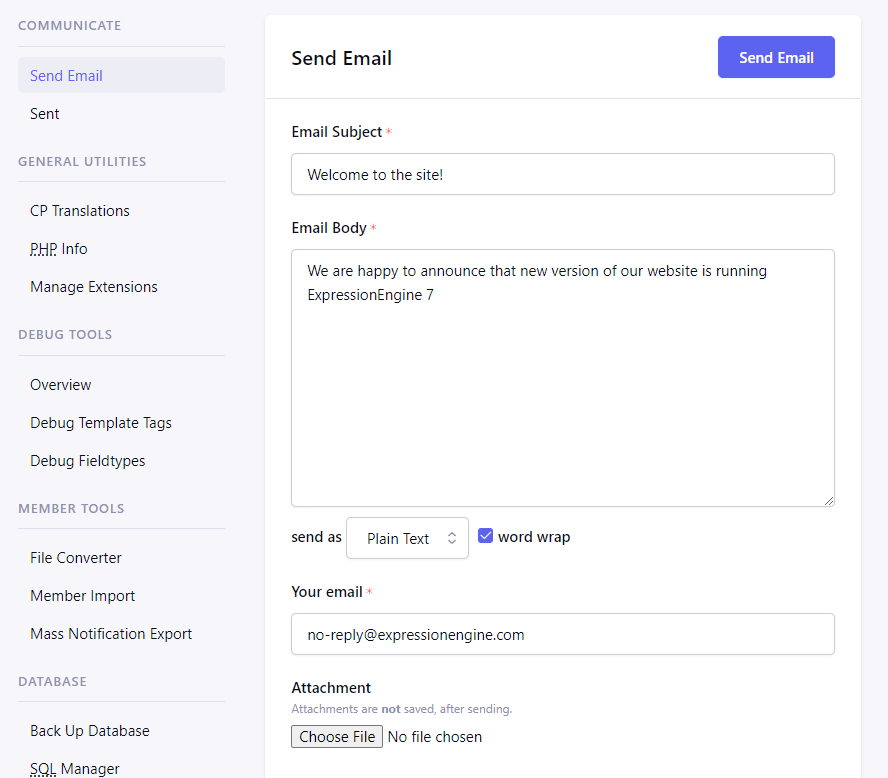 COMMUNICATE
Send Email
Sent
GENERAL UTILITIES
CP Translations
PHP Info
Manage Extensions
DEBUG TOOLS
Overview
Debug Template Tags
Debug Fieldtypes
MEMBER TOOLS
File Converter
Member Import
Mass Notification Export
DATABASE
Back Up Database
SQL Manager
Send Email
Send Email
Email Subject *
Welcome to the site!
Email Body *
We are happy to announce that new version of our website is running
ExpressionEngine 7
send as Plain Text word wrap
Your email *
no-reply@expressionengine.com
Attachment
Attachments are not saved, after sending.
Choose File No file chosen